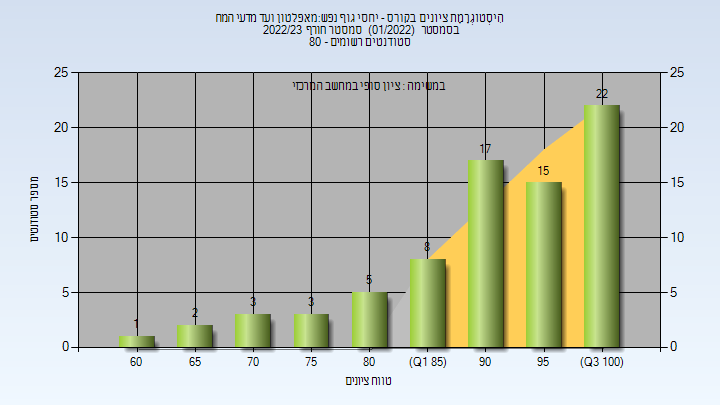 הִיסְטוֹגְרָמַת ציונים בקורס - יחסי גוף נפש:מאפלטון ועד מדעי המח
בסמסטר (01/2022) סמסטר חורף 2022/23
סטודנטים רשומים - 80
במשימה : ציון סופי במחשב המרכזי
25 25
22
20 20
17
15 15
15
מספר סטודנטים
10 10
8
5 5
5
3 3
2
1
0 0
60 65 70 75 80 (Q1 85) 90 95 (Q3 100)
טווח ציונים